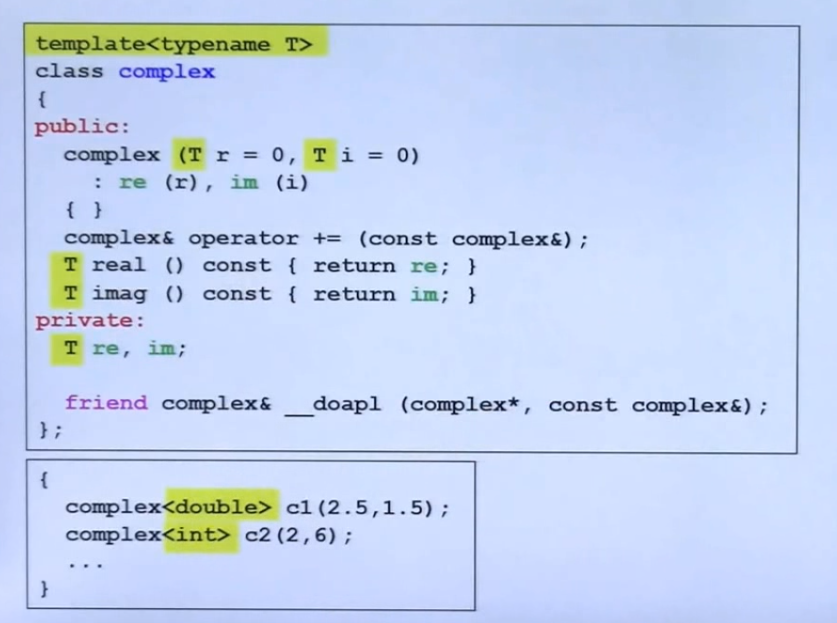 template<typename T>
class complex
{
public:
  complex (T r = 0, T i = 0)
    : re (r), im (i)
  { }
  complex& operator += (const complex&);
  T real () const { return re; }
  T imag () const { return im; }
private:
  T re, im;

  friend complex& __doapl (complex*, const complex&);
};
{
  complex<double> c1(2.5,1.5);
  complex<int> c2(2,6);
  ...
}